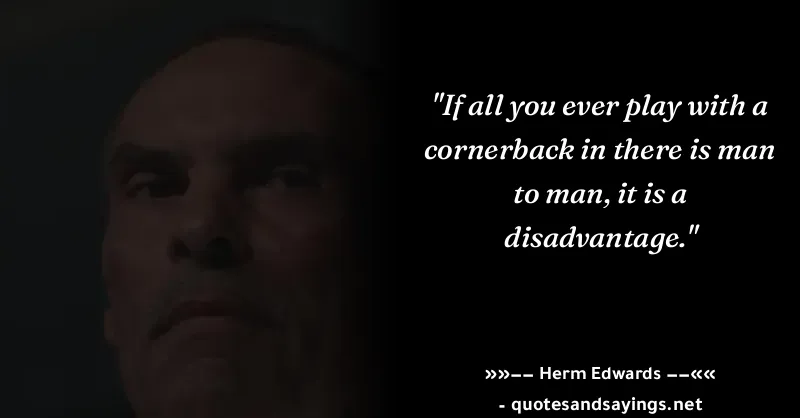 "If all you ever play with a
cornerback in there is man
to man, it is a
disadvantage."
»»−− Herm Edwards −−««
- quotesandsayings.net